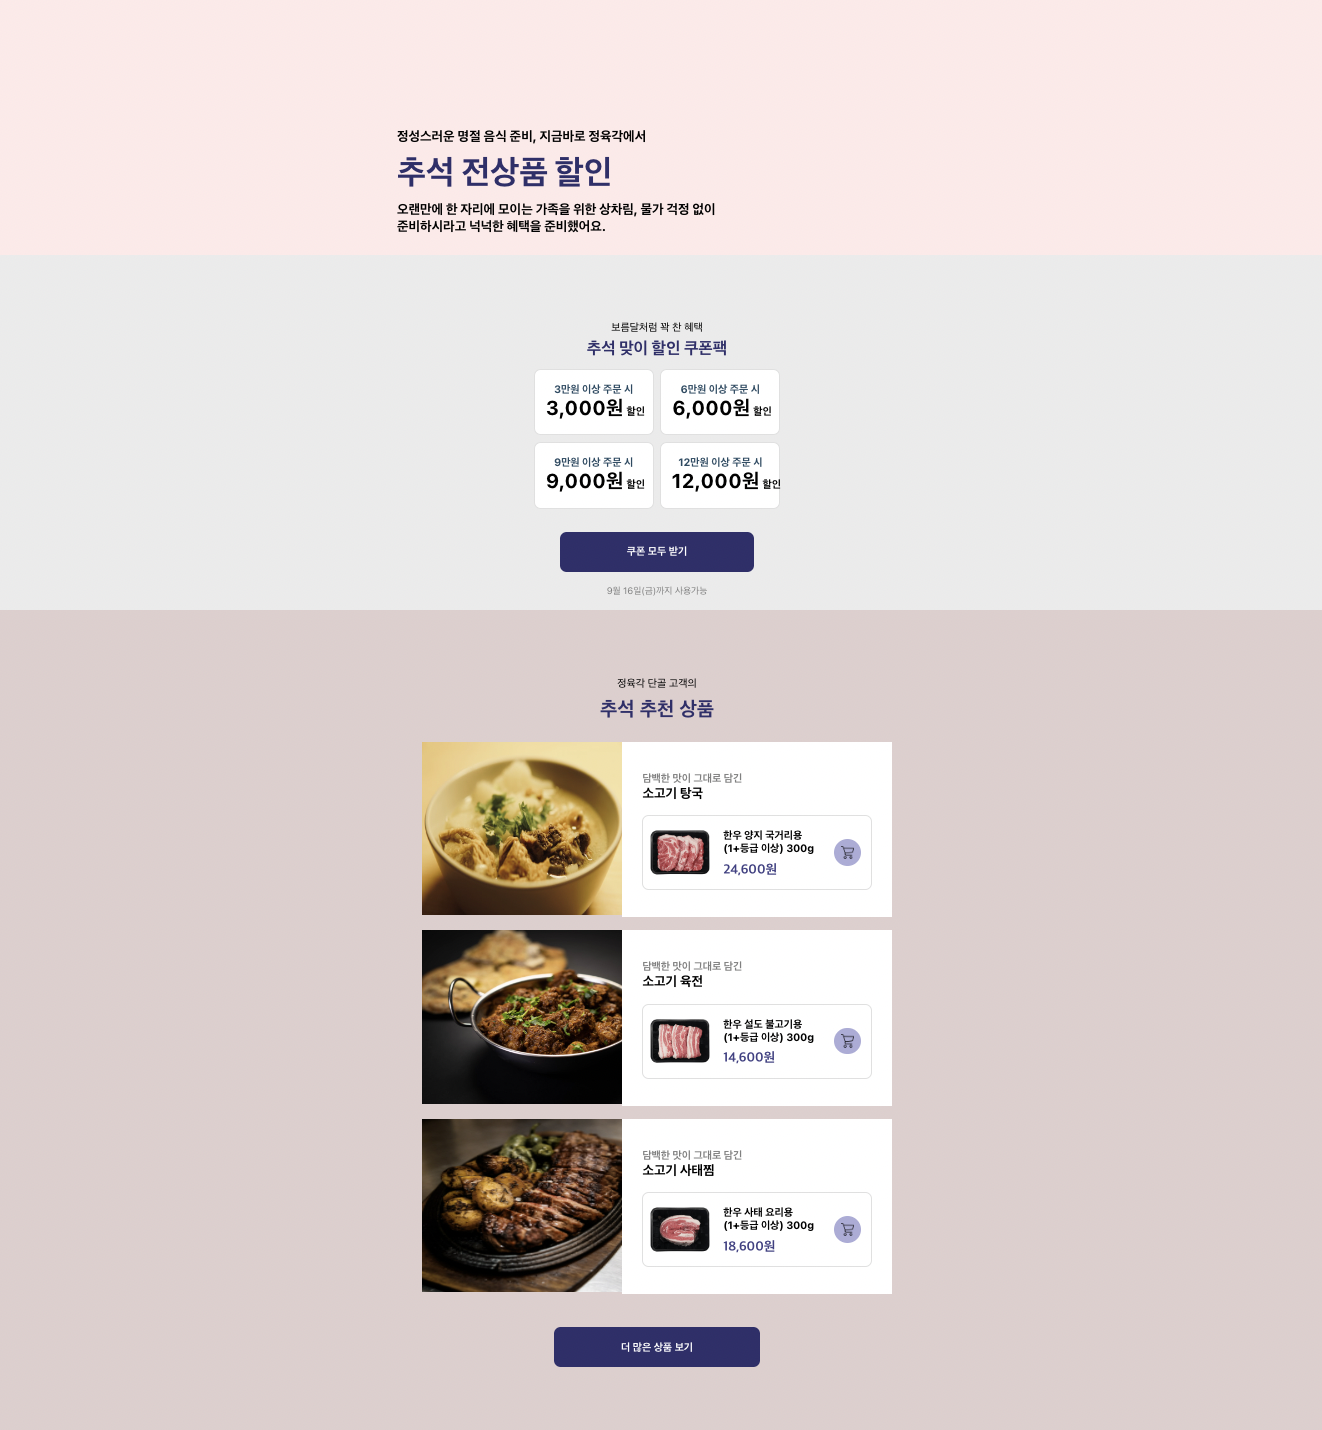 정성스러운 명절 음식 준비, 지금바로 정육각에서
추석 전상품 할인
오랜만에 한 자리에 모이는 가족을 위한 상차림, 물가 걱정 없이
준비하시라고 넉넉한 혜택을 준비했어요.
보름달처럼 꽉 찬 혜택
추석 맞이 할인 쿠폰팩
3만원 이상 주문 시
3,000원 할인
6만원 이상 주문 시
6,000원 할인
9만원 이상 주문 시
9,000원 할인
12만원 이상 주문 시
12,000원 할인
쿠폰 모두 받기
9월 16일(금)까지 사용가능
정육각 단골 고객의
추석 추천 상품
담백한 맛이 그대로 담긴
소고기 탕국
한우 양지 국거리용
(1+등급 이상) 300g
24,600원
담백한 맛이 그대로 담긴
소고기 육전
한우 설도 불고기용
(1+등급 이상) 300g
14,600원
담백한 맛이 그대로 담긴
소고기 사태찜
한우 사태 요리용
(1+등급 이상) 300g
18,600원
더 많은 상품 보기